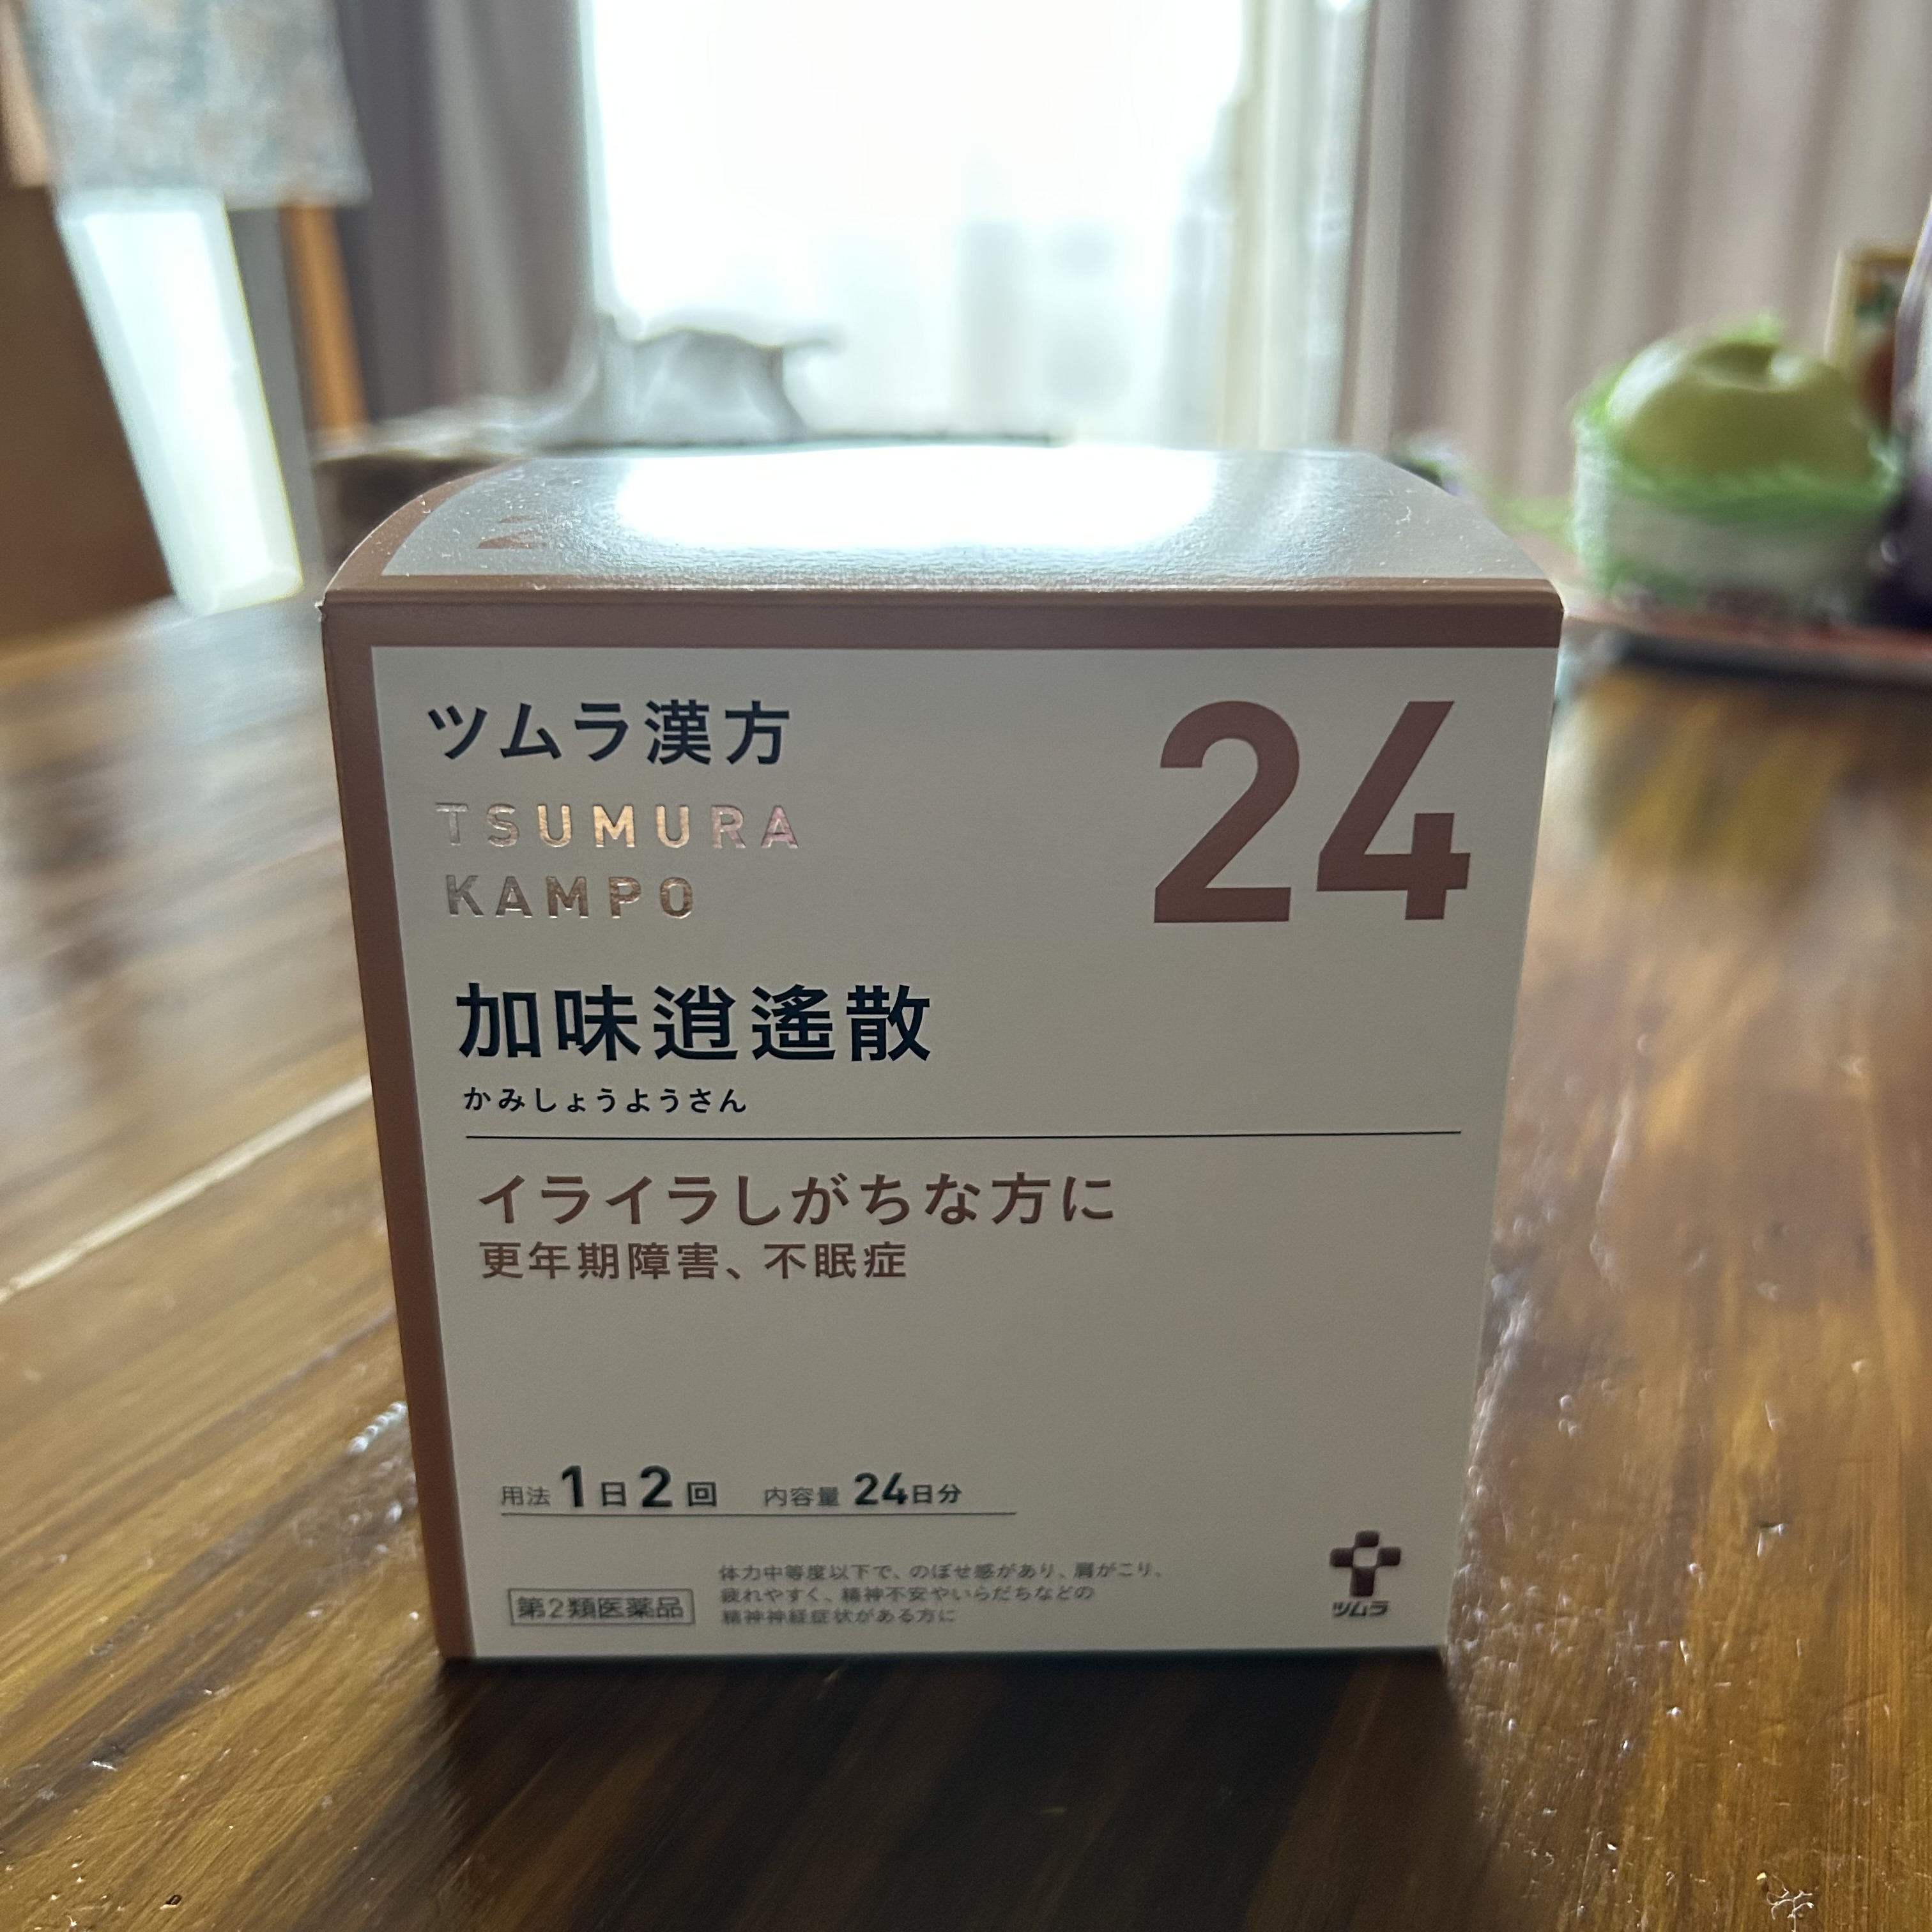 ツムラ漢方
24
TSUMURA
KAMPO
加味逍遙散
かみしょうようさん
イライラしがちな方に
更年期障害、不眠症
用法 1日2回 内容量 24日分
第2類医薬品
体力中等度以下で、のぼせ感があり、肩がこり、
疲れやすく、精神不安やいらだちなどの
精神神経症状がある方に
ツムラ